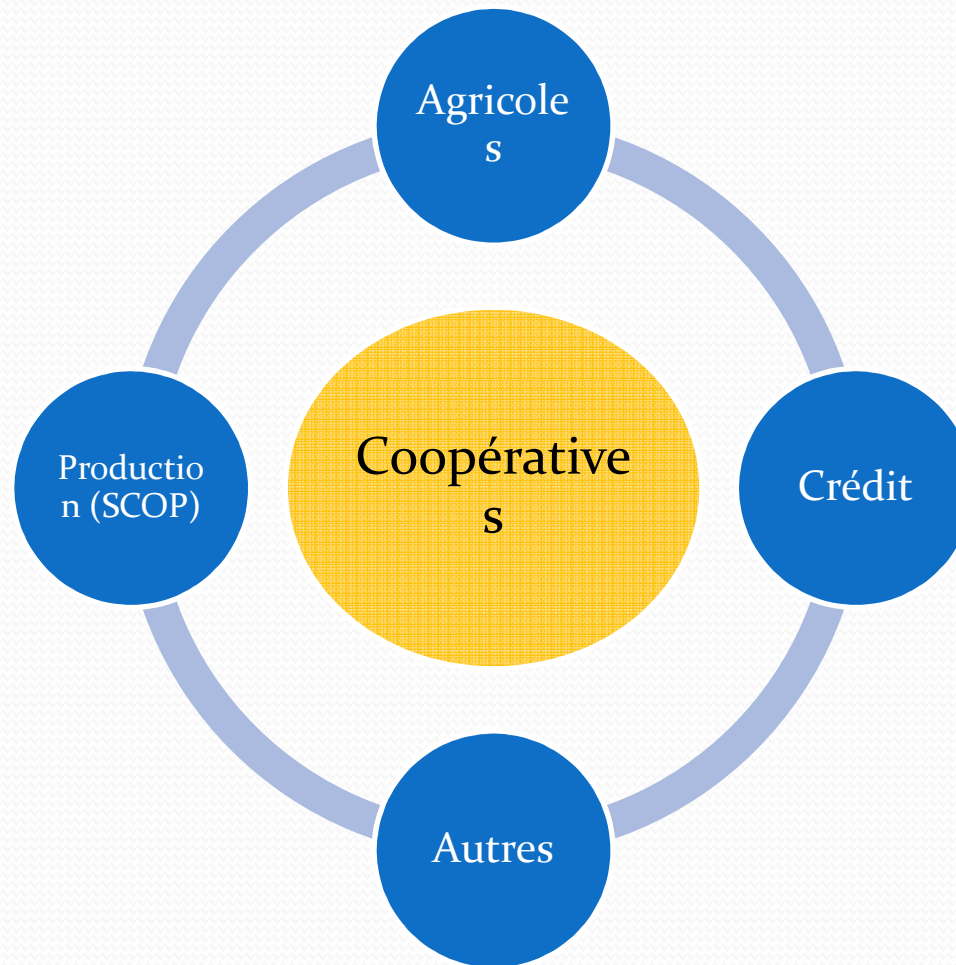 Agricole
s
Productio
n (SCOP)
Coopérative
s
Crédit
Autres